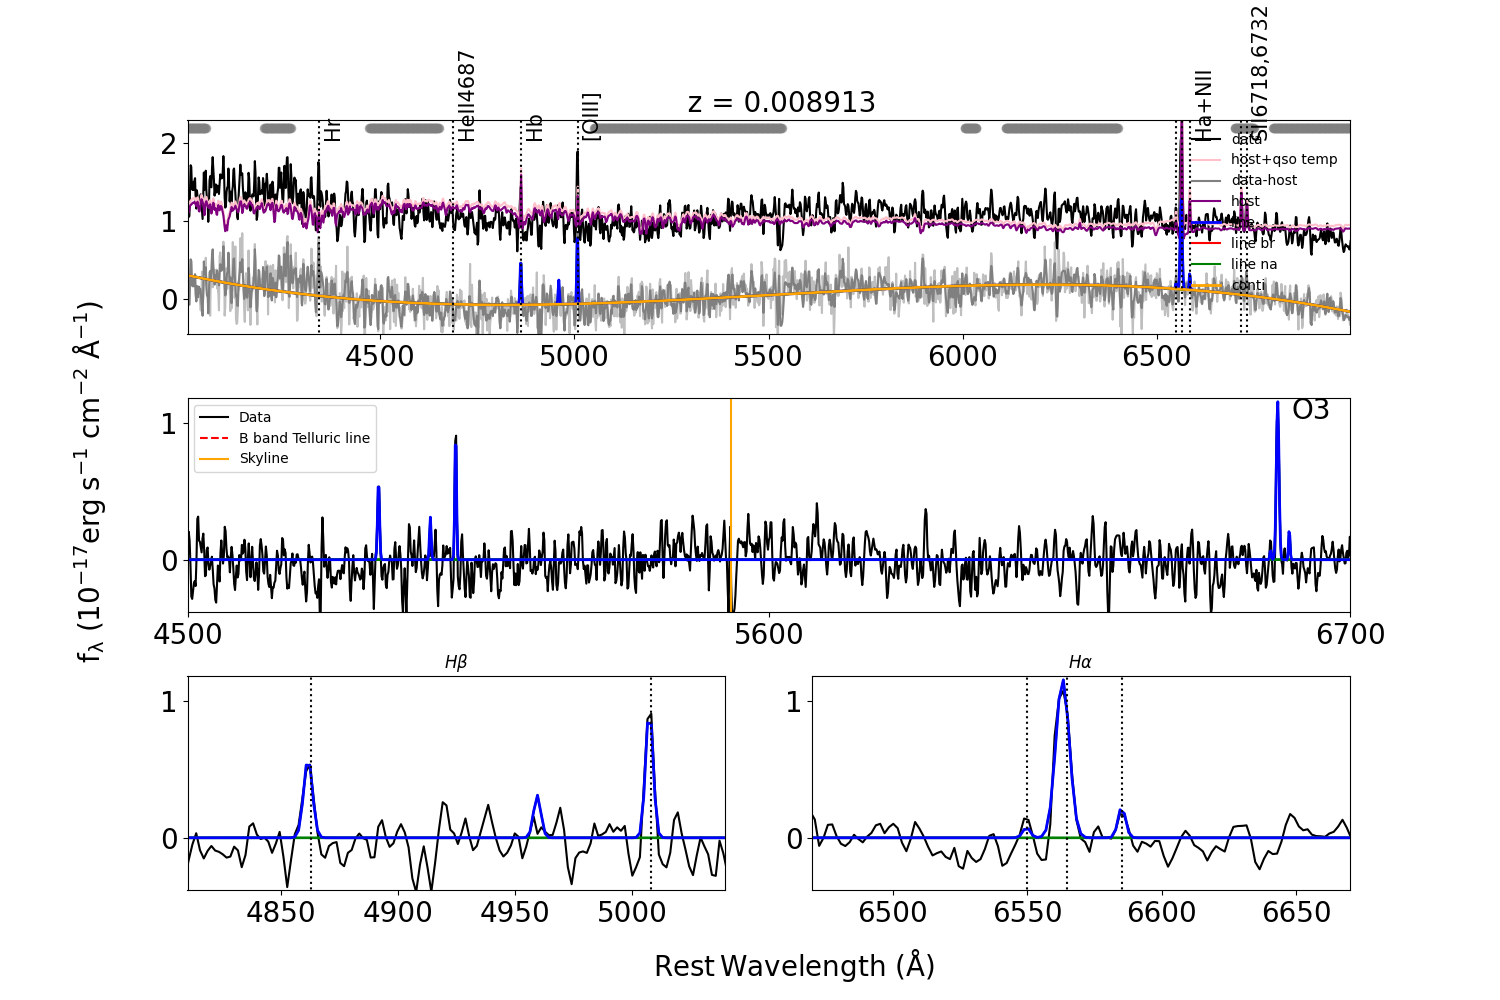 Hr
HeII4687
Hb
[OIII]
Ha+NII
SII6718,6732
z = 0.008913
2
1
0
data
host+qso temp
data-host
host
line br
line na
conti
4500
5000
5500
6000
6500
1
0
Data
B band Telluric line
Skyline
O3
4500
5600
6700
fλ (10⁻¹⁷erg s⁻¹ cm⁻² Å⁻¹)
Hβ
1
0
4850
4900
4950
5000
Hα
1
0
6500
6550
6600
6650
Rest Wavelength (Å)